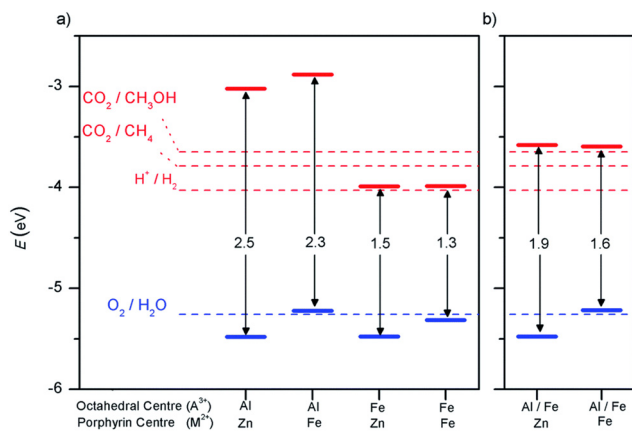 a)
b)
-3
CO₂ / CH₃OH
CO₂ / CH₄
H⁺ / H₂
-4
E (eV)
2.5
2.3
1.5
1.3
1.9
1.6
-5
O₂ / H₂O
-6
Octahedral Centre (A³⁺) Al Al Fe Fe Al / Fe Al / Fe
Porphyrin Centre (M²⁺) Zn Fe Zn Fe Zn Fe